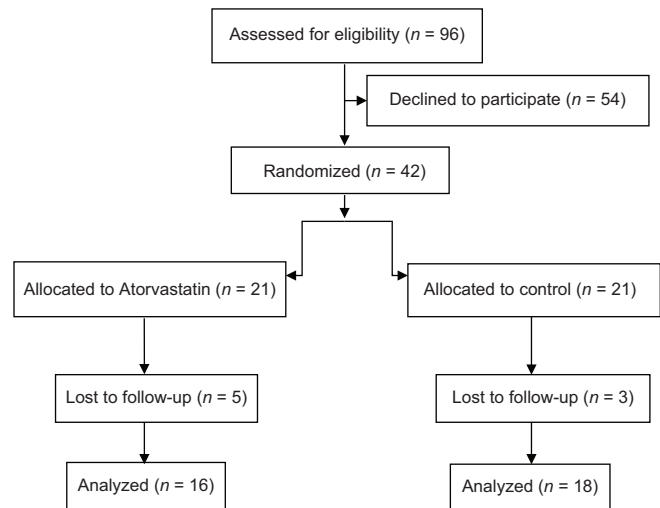 Assessed for eligibility (n = 96)
Declined to participate (n = 54)
Randomized (n = 42)
Allocated to Atorvastatin (n = 21)
Allocated to control (n = 21)
Lost to follow-up (n = 5)
Lost to follow-up (n = 3)
Analyzed (n = 16)
Analyzed (n = 18)